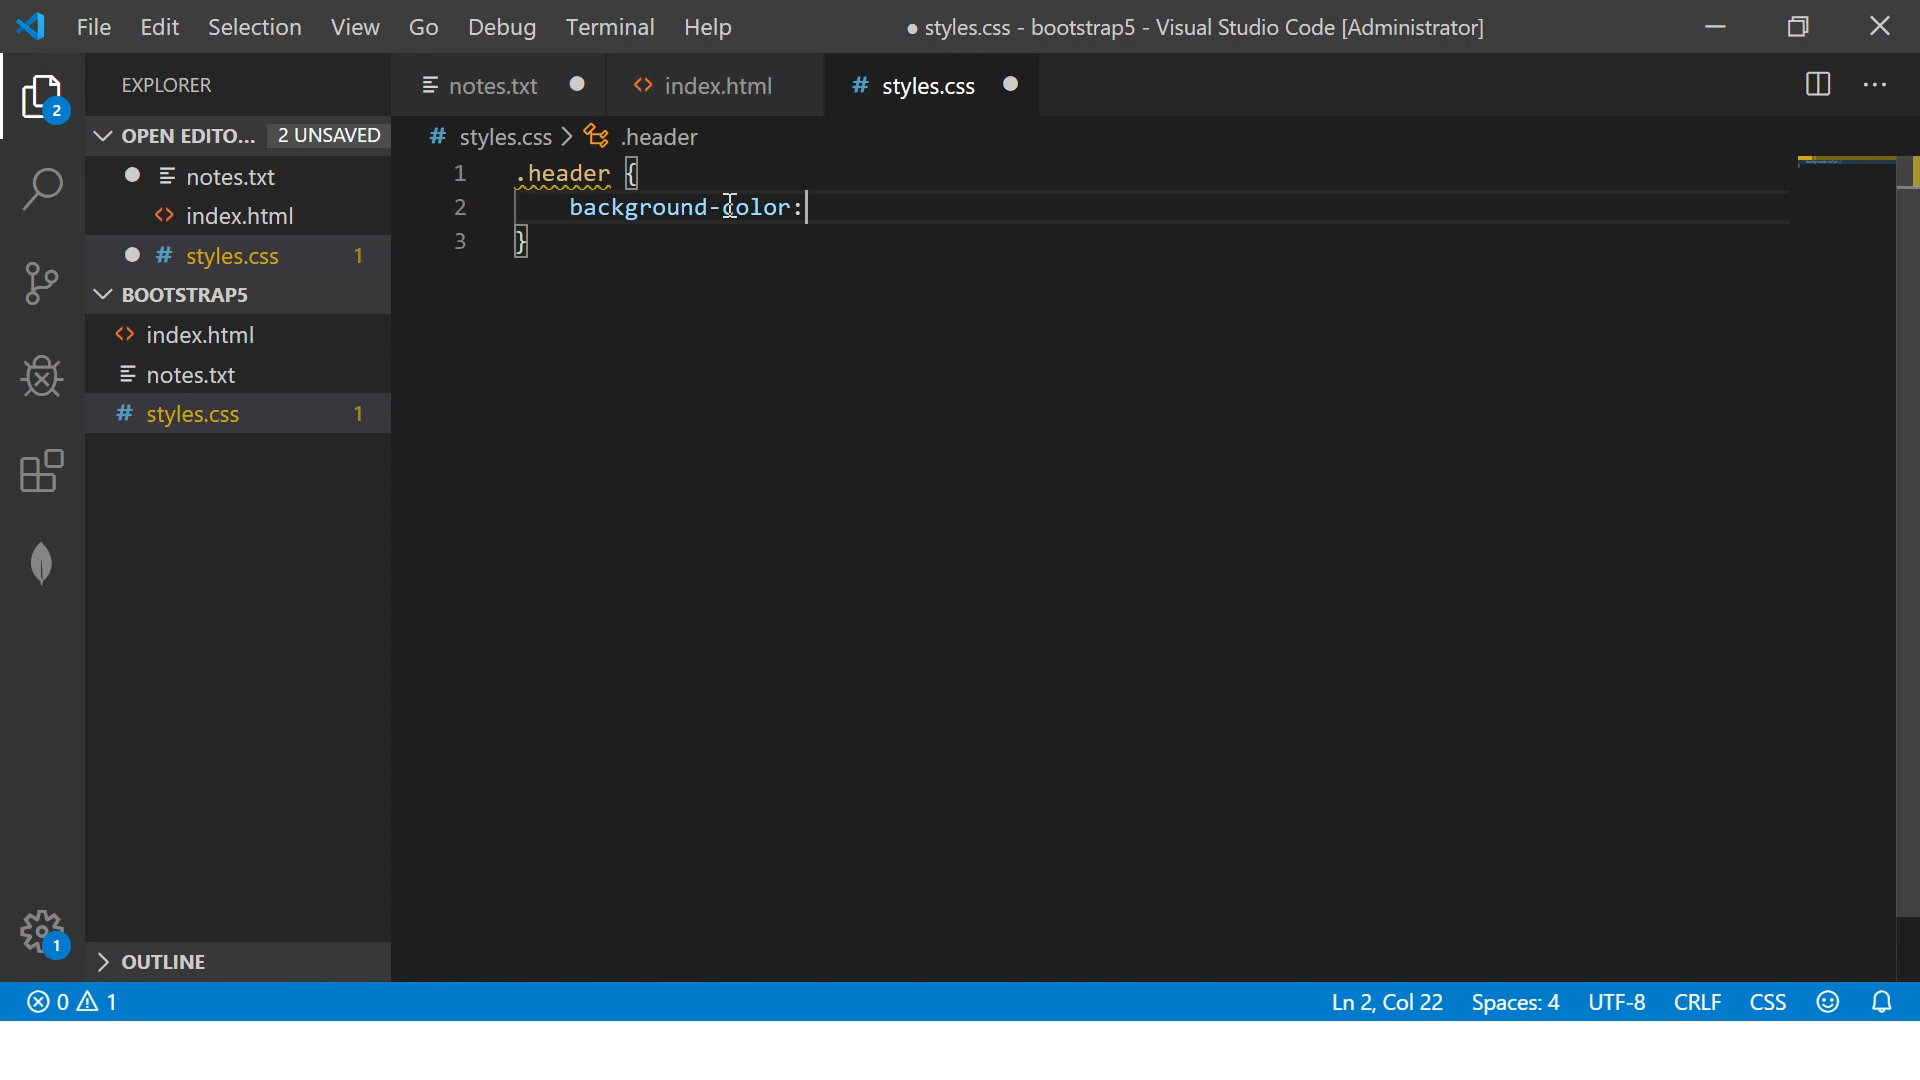 File Edit Selection View Go Debug Terminal Help ● styles.css - bootstrap5 - Visual Studio Code [Administrator]
EXPLORER
notes.txt index.html # styles.css
2
OPEN EDITO... 2 UNSAVED
# styles.css > .header
notes.txt
index.html
# styles.css 1
BOOTSTRAP5
index.html
notes.txt
# styles.css 1
1 .header {
2 background-color:
3 }
1
OUTLINE
0 1 Ln 2, Col 22 Spaces: 4 UTF-8 CRLF CSS